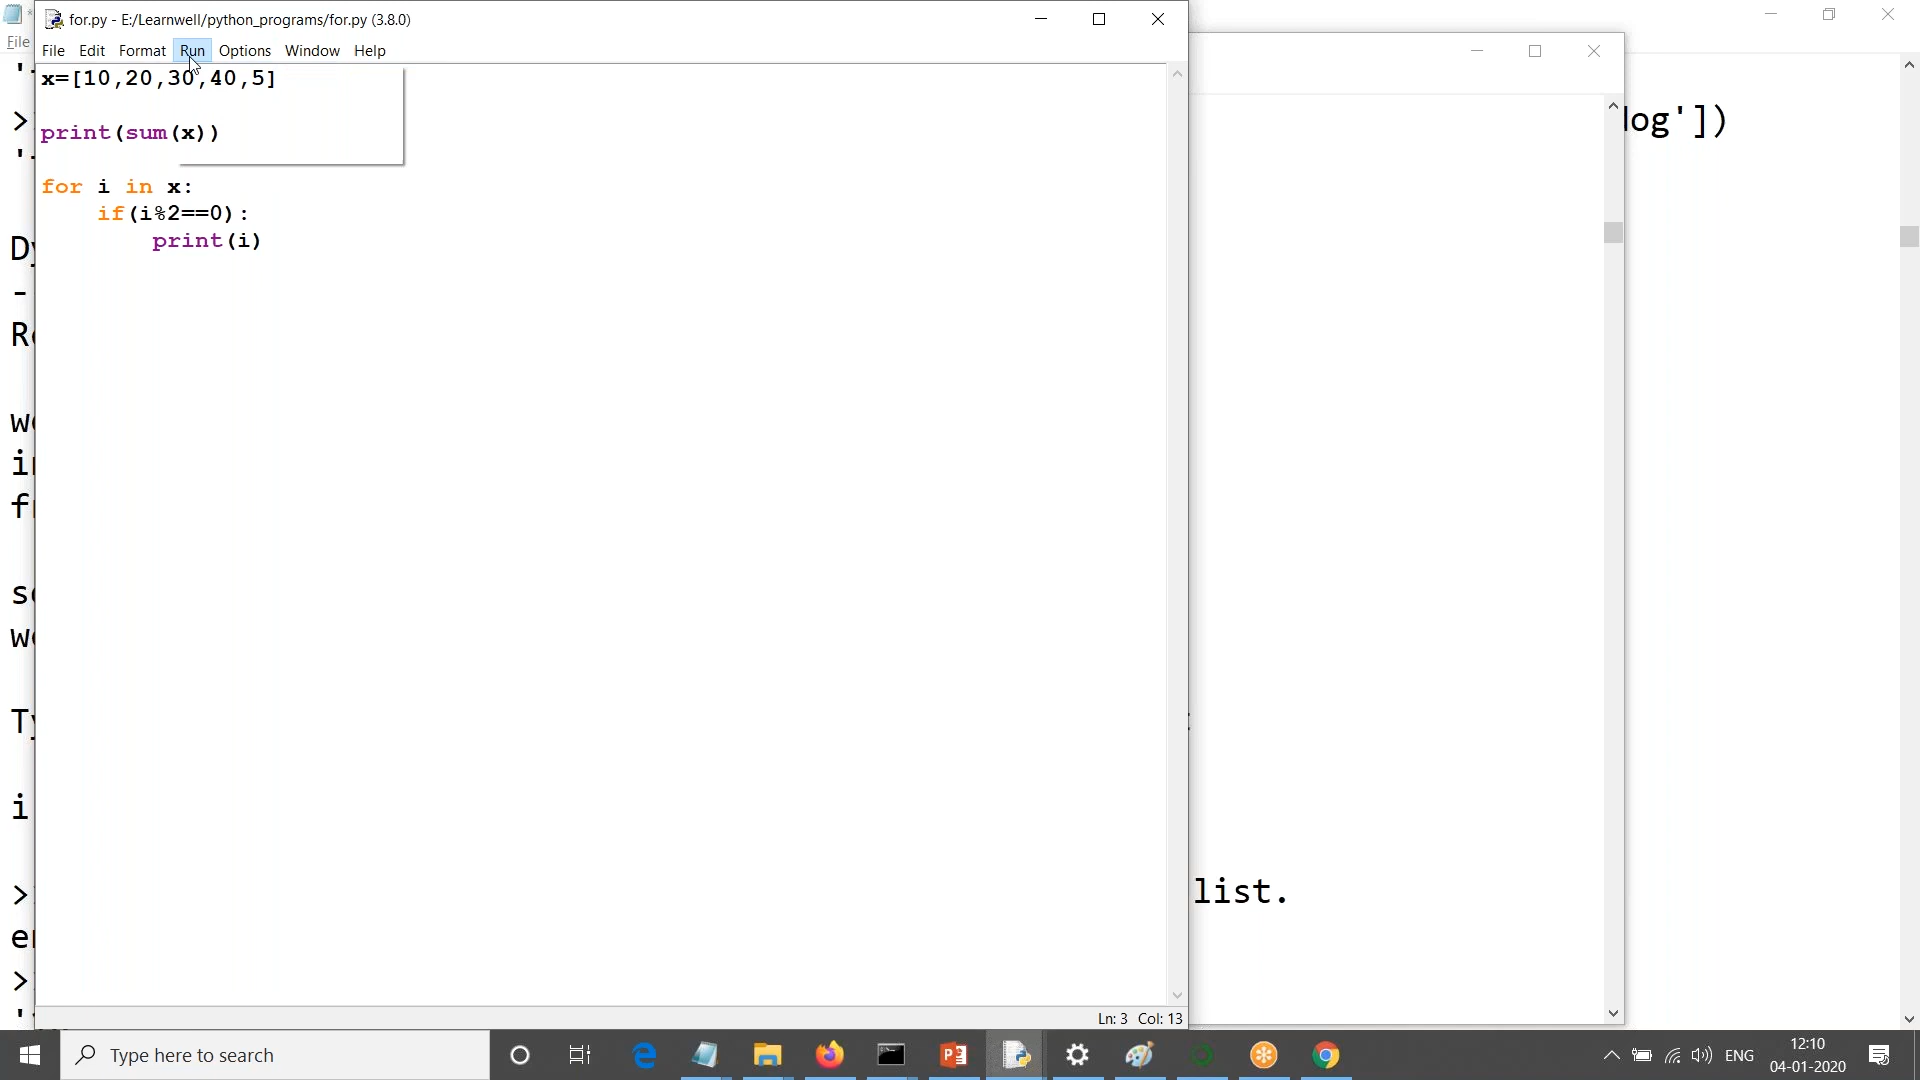 for.py - E:/Learnwell/python_programs/for.py (3.8.0)
File
File Edit Format Run Options Window Help
x=[10,20,30,40,5]
log'])
print(sum(x))
for i in x:
if(i%2==0):
print(i)
list.
Ln: 3 Col: 13
Type here to search
ENG
12:10
04-01-2020